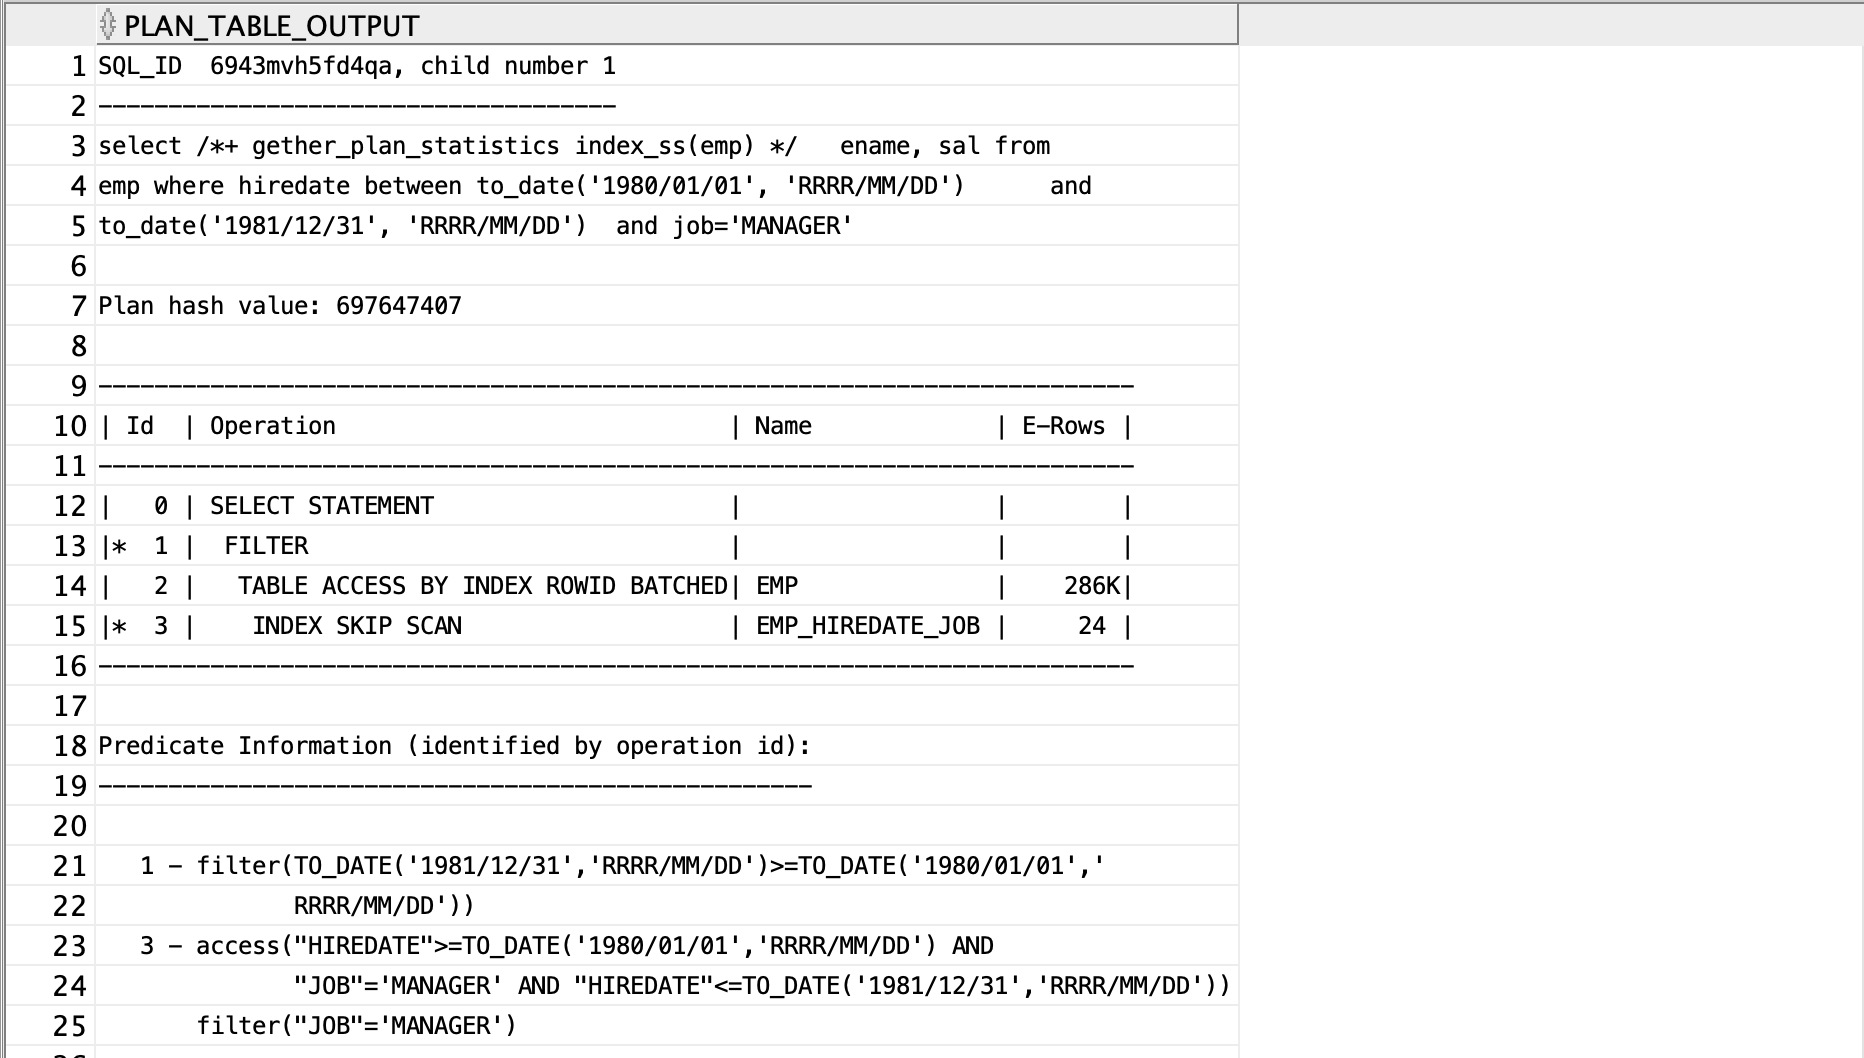 PLAN_TABLE_OUTPUT
1 SQL_ID  6943mvh5fd4qa, child number 1
2 -------------------------------------
3 select /*+ gether_plan_statistics index_ss(emp) */   ename, sal from
4 emp where hiredate between to_date('1980/01/01', 'RRRR/MM/DD')      and
5 to_date('1981/12/31', 'RRRR/MM/DD')  and job='MANAGER'
6
7 Plan hash value: 697647407
8
9 --------------------------------------------------------------------------
10 | Id  | Operation                            | Name              | E-Rows |
11 --------------------------------------------------------------------------
12 |   0 | SELECT STATEMENT                     |                   |        |
13 |*  1 |  FILTER                              |                   |        |
14 |   2 |   TABLE ACCESS BY INDEX ROWID BATCHED| EMP               |    286K|
15 |*  3 |    INDEX SKIP SCAN                   | EMP_HIREDATE_JOB |     24 |
16 --------------------------------------------------------------------------
17
18 Predicate Information (identified by operation id):
19 ---------------------------------------------------
20
21    1 - filter(TO_DATE('1981/12/31','RRRR/MM/DD')>=TO_DATE('1980/01/01','
22               RRRR/MM/DD'))
23    3 - access("HIREDATE">=TO_DATE('1980/01/01','RRRR/MM/DD') AND
24               "JOB"='MANAGER' AND "HIREDATE"<=TO_DATE('1981/12/31','RRRR/MM/DD'))
25        filter("JOB"='MANAGER')